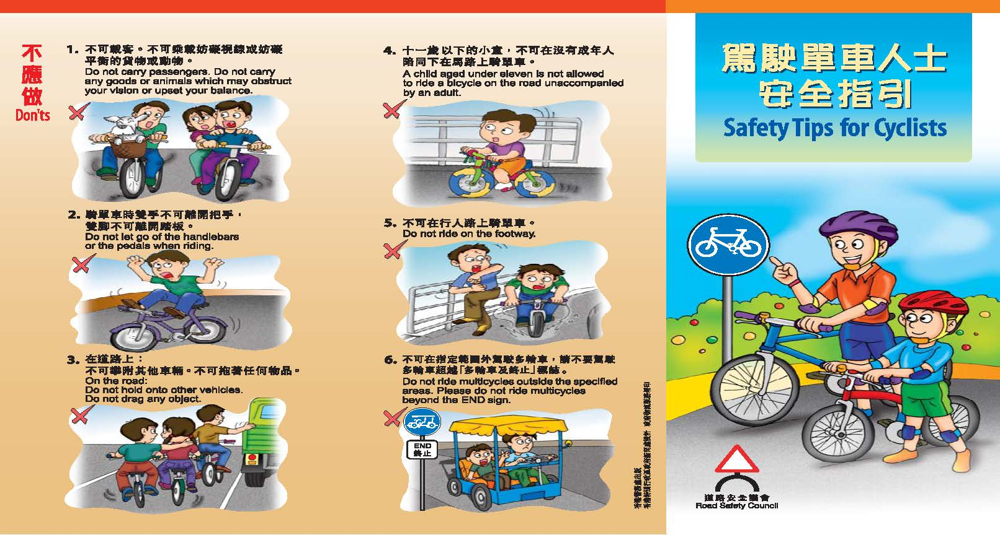 不應做
Don'ts
1. 不可載客。不可乘載妨礙視線或妨礙
平衡的貨物或動物。
Do not carry passengers. Do not carry
any goods or animals which may obstruct
your vision or upset your balance.
2. 騎單車時雙手不可離開把手，
雙腳不可離開踏板。
Do not let go of the handlebars
or the pedals when riding.
3. 在道路上：
不可攀附其他車輛。不可拖着任何物品。
On the road:
Do not hold onto other vehicles.
Do not drag any object.
4. 十一歲以下的小童，不可在沒有成年人
陪同下在馬路上騎單車。
A child aged under eleven is not allowed
to ride a bicycle on the road unaccompanied
by an adult.
5. 不可在行人路上騎單車。
Do not ride on the footway.
6. 不可在指定範圍外駕駛多輪車，請不要駕駛
多輪車超越「多輪車及終止」標誌。
Do not ride multicycles outside the specified
areas. Please do not ride multicycles
beyond the END sign.
END
終止
香港警務處出版
駕駛單車人士
安全指引
Safety Tips for Cyclists
道路安全議會
Road Safety Council